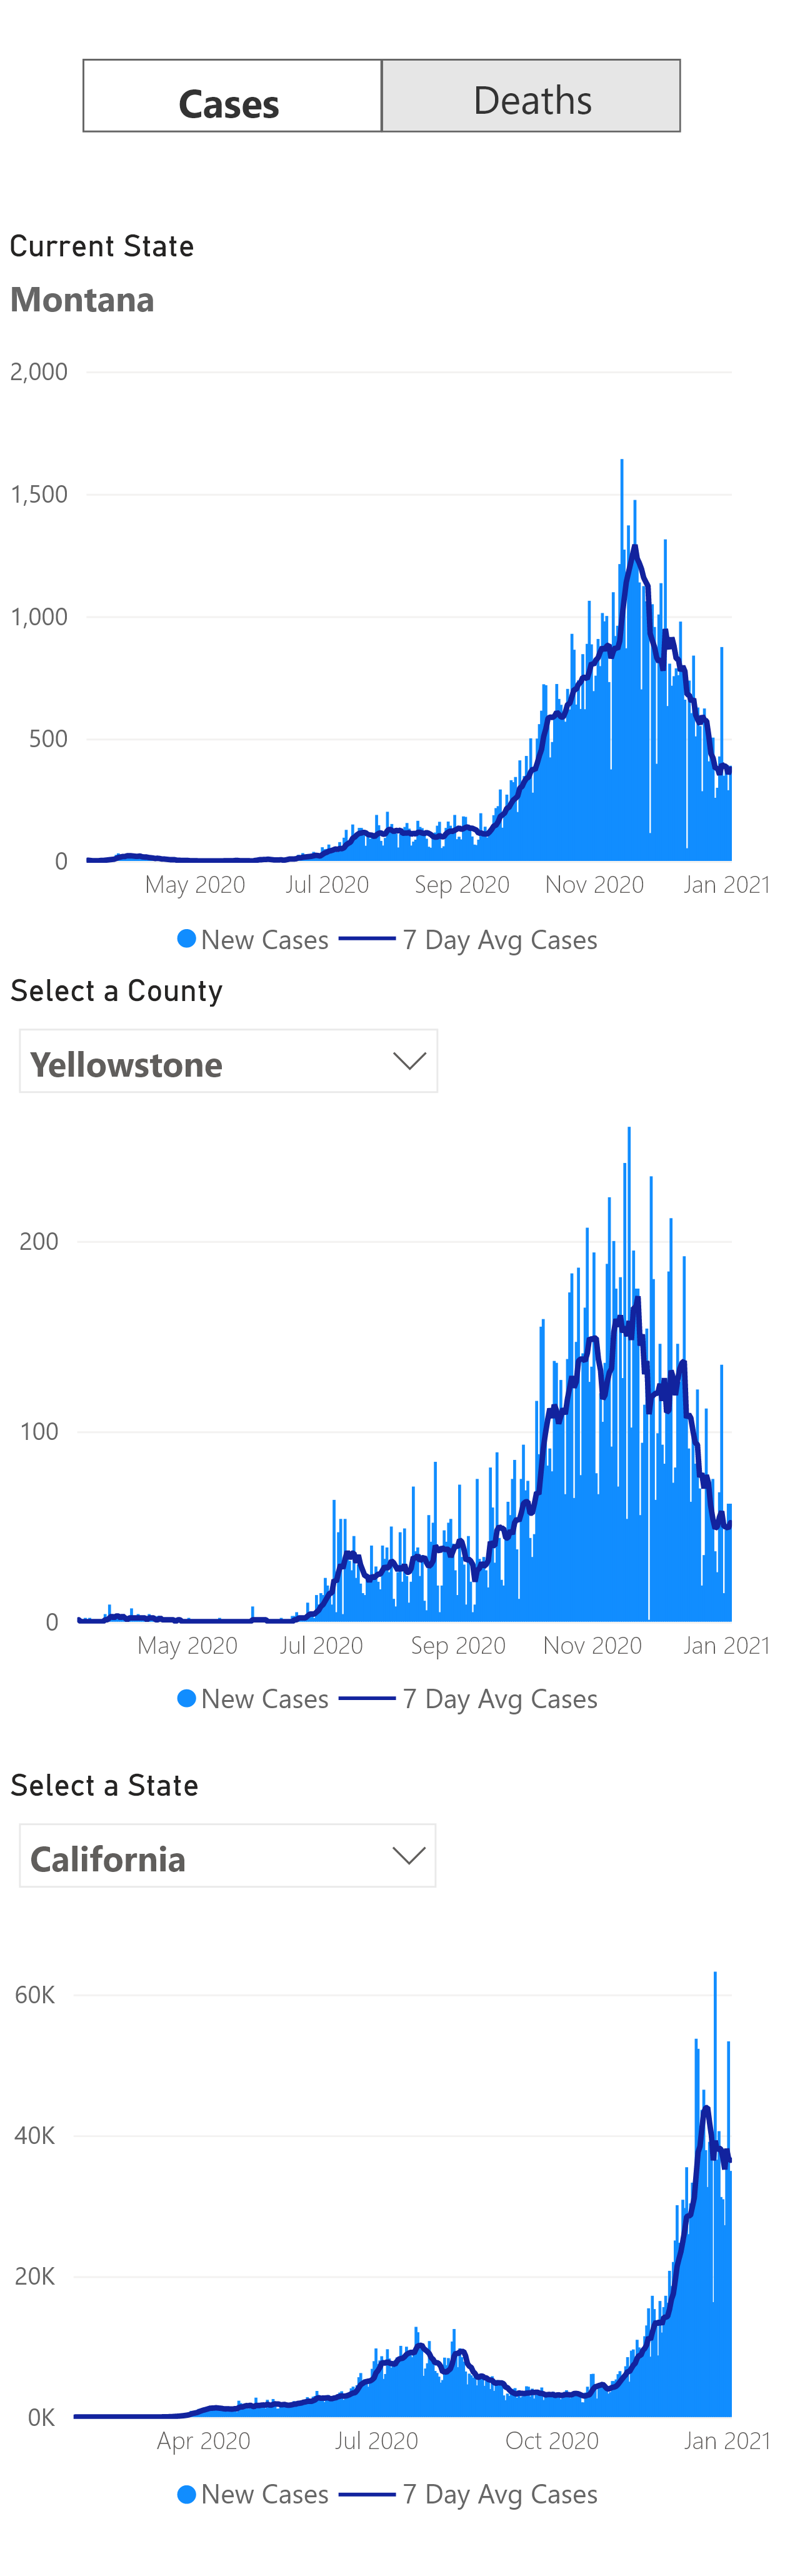 Cases Deaths
Current State
Montana
2,000
1,500
1,000
500
0
May 2020 Jul 2020 Sep 2020 Nov 2020 Jan 2021
New Cases 7 Day Avg Cases
Select a County
Yellowstone
200
100
0
May 2020 Jul 2020 Sep 2020 Nov 2020 Jan 2021
New Cases 7 Day Avg Cases
Select a State
California
60K
40K
20K
0K
Apr 2020 Jul 2020 Oct 2020 Jan 2021
New Cases 7 Day Avg Cases